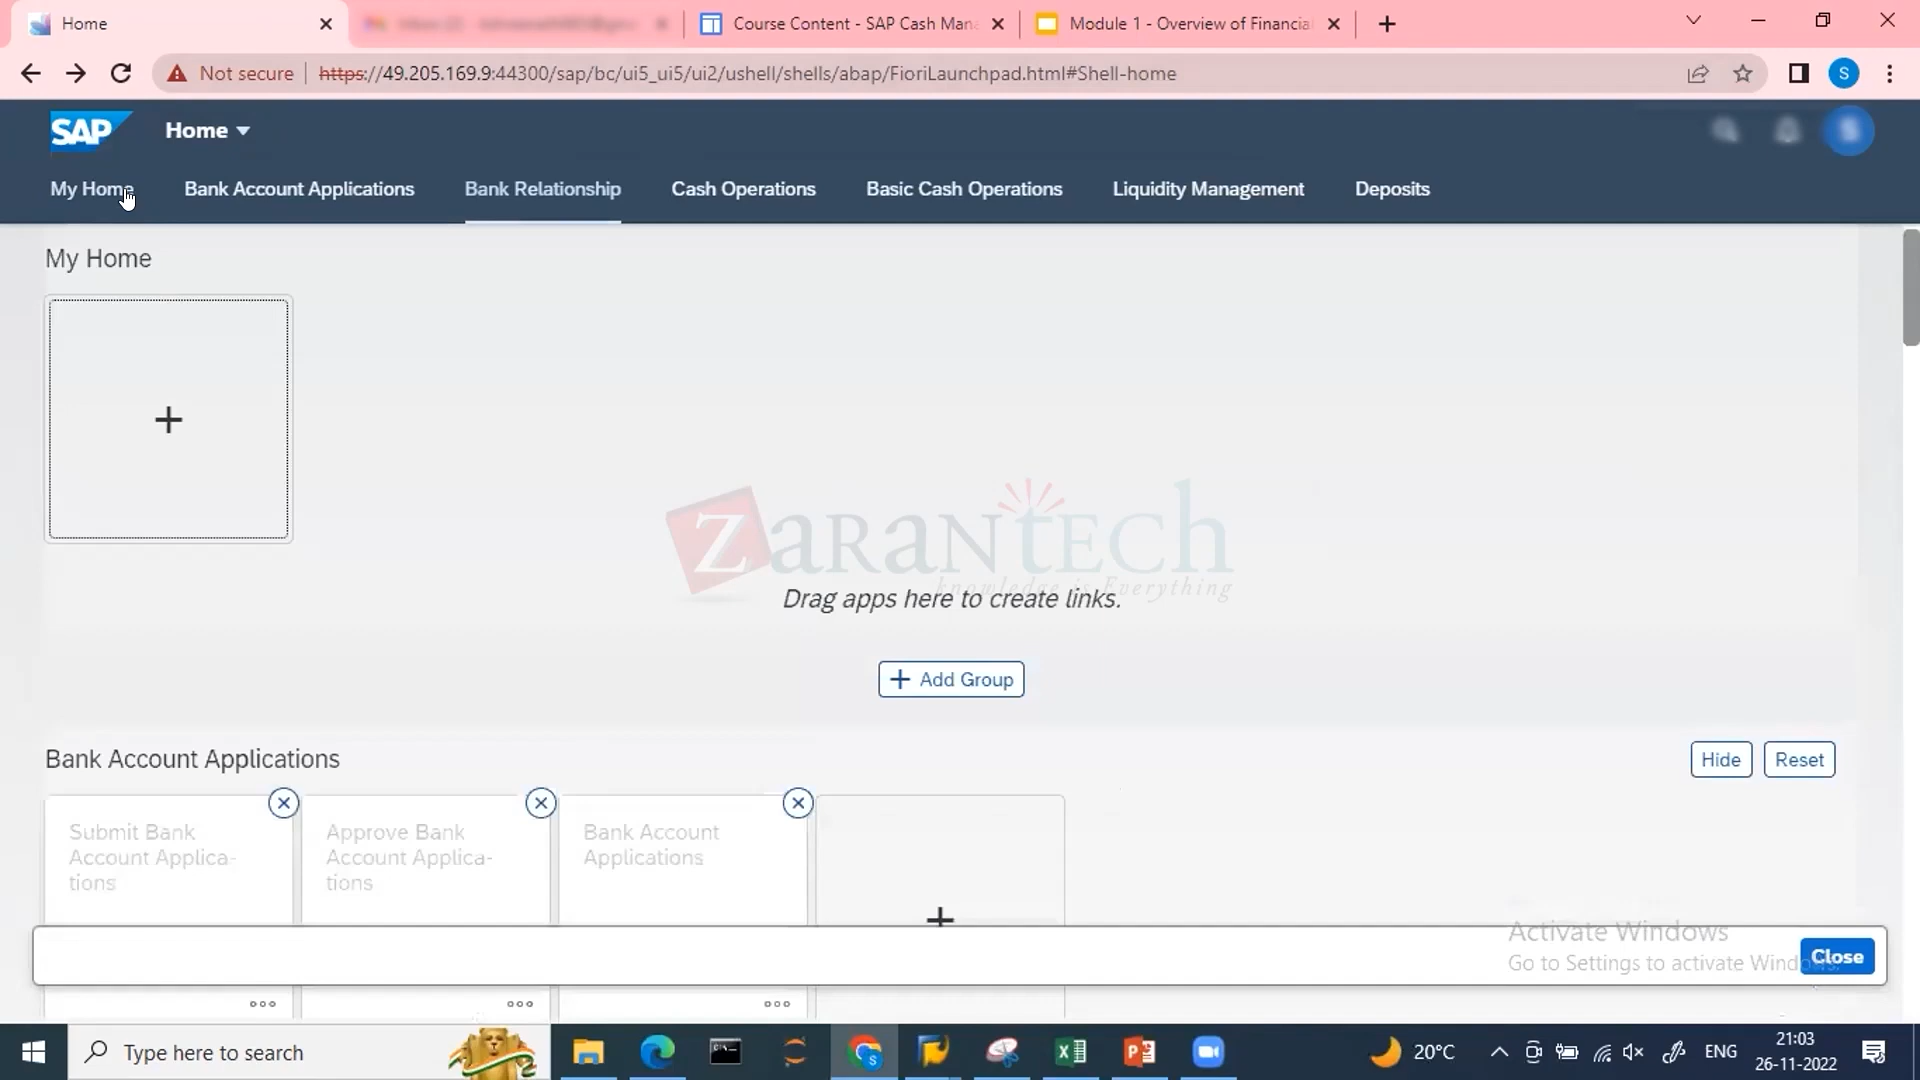 Home
Course Content - SAP Cash Man
Module 1 - Overview of Financia
Not secure
https://49.205.169.9:44300/sap/bc/ui5_ui5/ui2/ushell/shells/abap/FioriLaunchpad.html#Shell-home
S
SAP
Home
My Home
Bank Account Applications
Bank Relationship
Cash Operations
Basic Cash Operations
Liquidity Management
Deposits
My Home
ZaranTech
knowledge is Everything
Drag apps here to create links.
Add Group
Bank Account Applications
Hide
Reset
Submit Bank
Account Applica-
tions
Approve Bank
Account Applica-
tions
Bank Account
Applications
Activate Windows
Go to Settings to activate Windows.
Close
Type here to search
20°C
ENG
21:03
26-11-2022